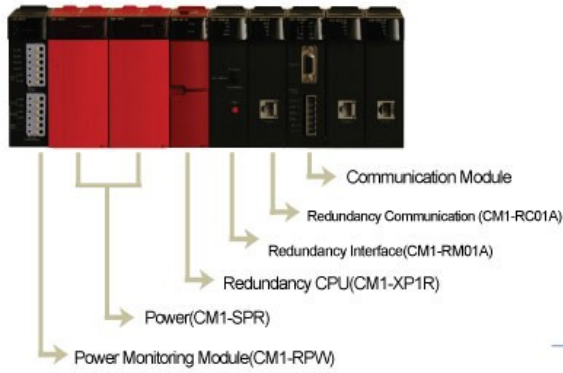 Communication Module
Redundancy Communication (CM1-RC01A)
Redundancy Interface(CM1-RM01A)
Redundancy CPU(CM1-XP1R)
Power(CM1-SPR)
Power Monitoring Module(CM1-RPW)